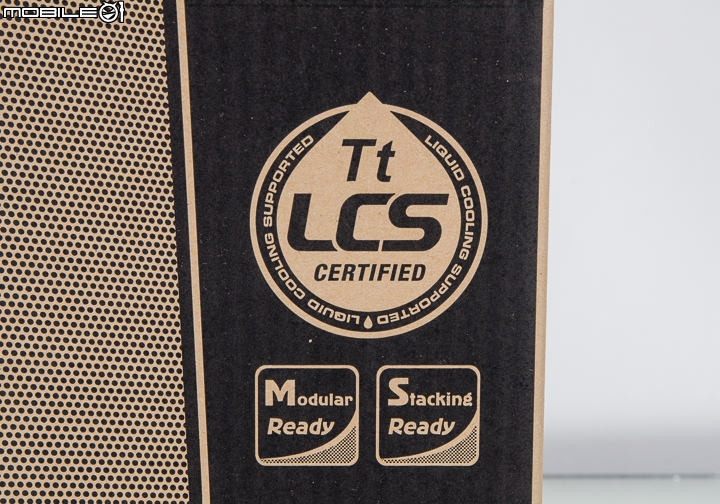 MOBILE01
Tt
LCS
CERTIFIED
LIQUID COOLING SUPPORTED
LIQUID COOLING SUPPORTED
Modular
Ready
Stacking
Ready